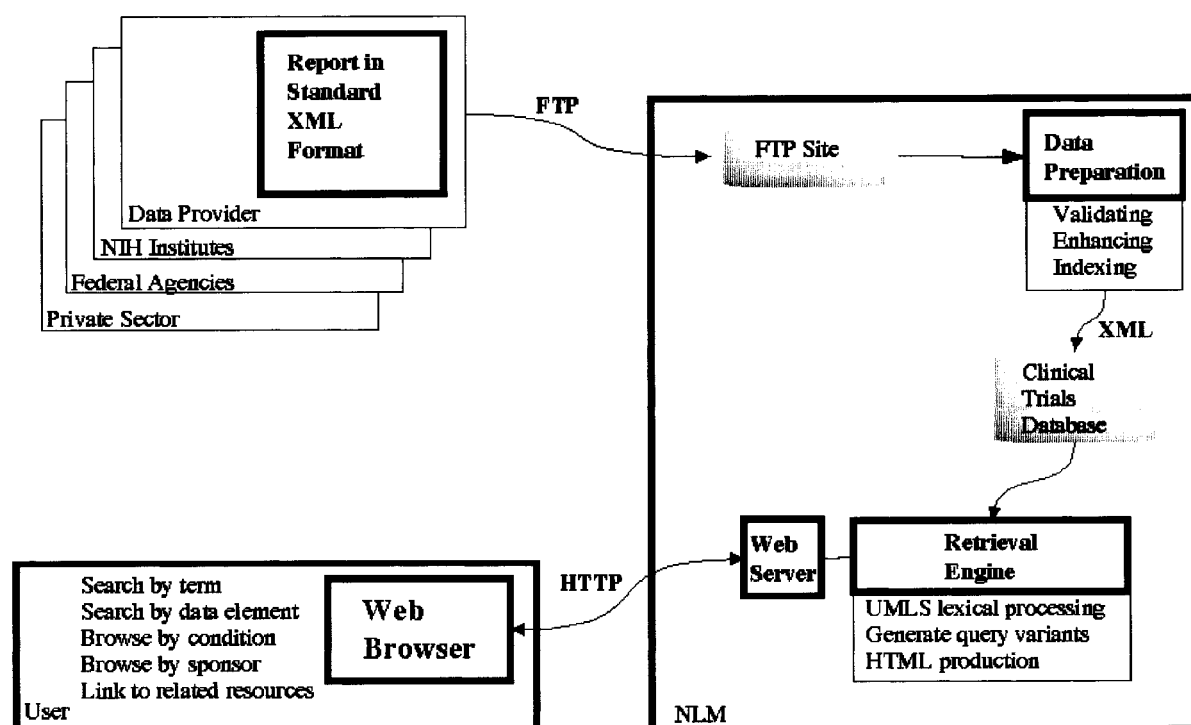 Report in
Standard
XML
Format
Data Provider
NIH Institutes
Federal Agencies
Private Sector
FTP
FTP Site
Data
Preparation
Validating
Enhancing
Indexing
XML
Clinical
Trials
Database
Retrieval
Engine
UMLS lexical processing
Generate query variants
HTML production
Web
Server
NLM
HTTP
Web
Browser
Search by term
Search by data element
Browse by condition
Browse by sponsor
Link to related resources
User